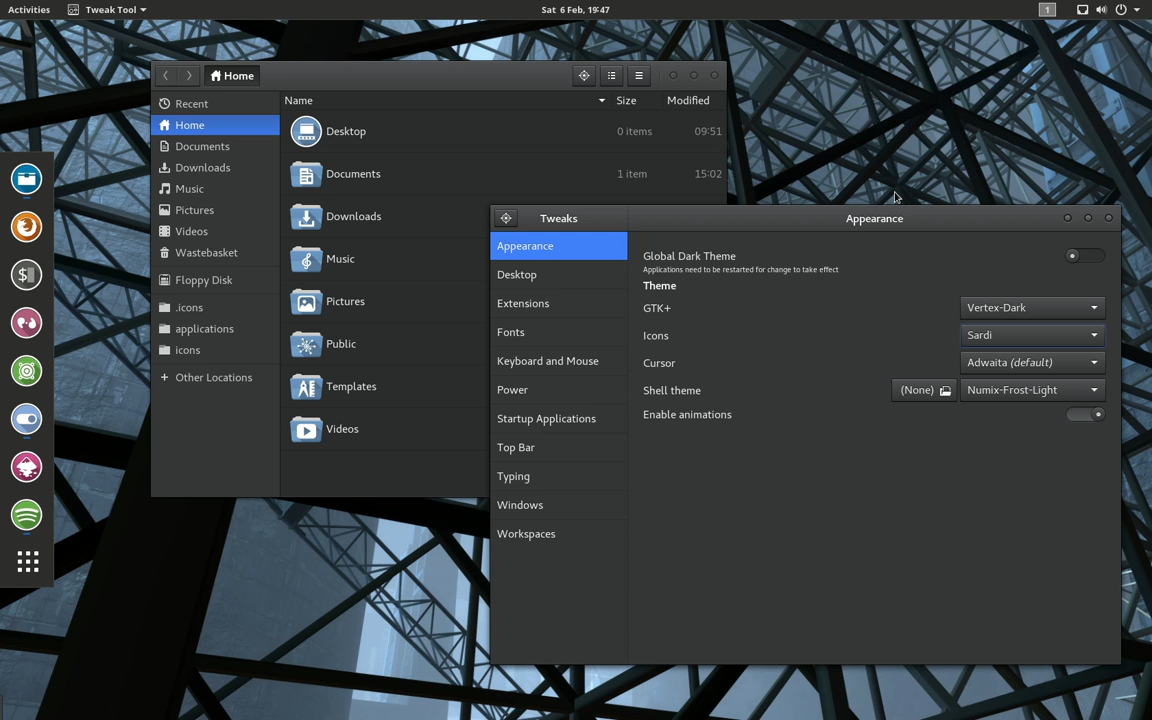 Activities Tweak Tool Sat 6 Feb, 19:47 1
Home
Recent
Home
Documents
Downloads
Music
Pictures
Videos
Wastebasket
Floppy Disk
.icons
applications
icons
+ Other Locations
Name Size Modified
Desktop 0 items 09:51
Documents 1 item 15:02
Downloads
Music
Pictures
Public
Templates
Videos
Tweaks Appearance
Appearance
Desktop
Extensions
Fonts
Keyboard and Mouse
Power
Startup Applications
Top Bar
Typing
Windows
Workspaces
Global Dark Theme
Applications need to be restarted for change to take effect
Theme
GTK+ Vertex-Dark
Icons Sardi
Cursor Adwaita (default)
Shell theme (None) Numix-Frost-Light
Enable animations